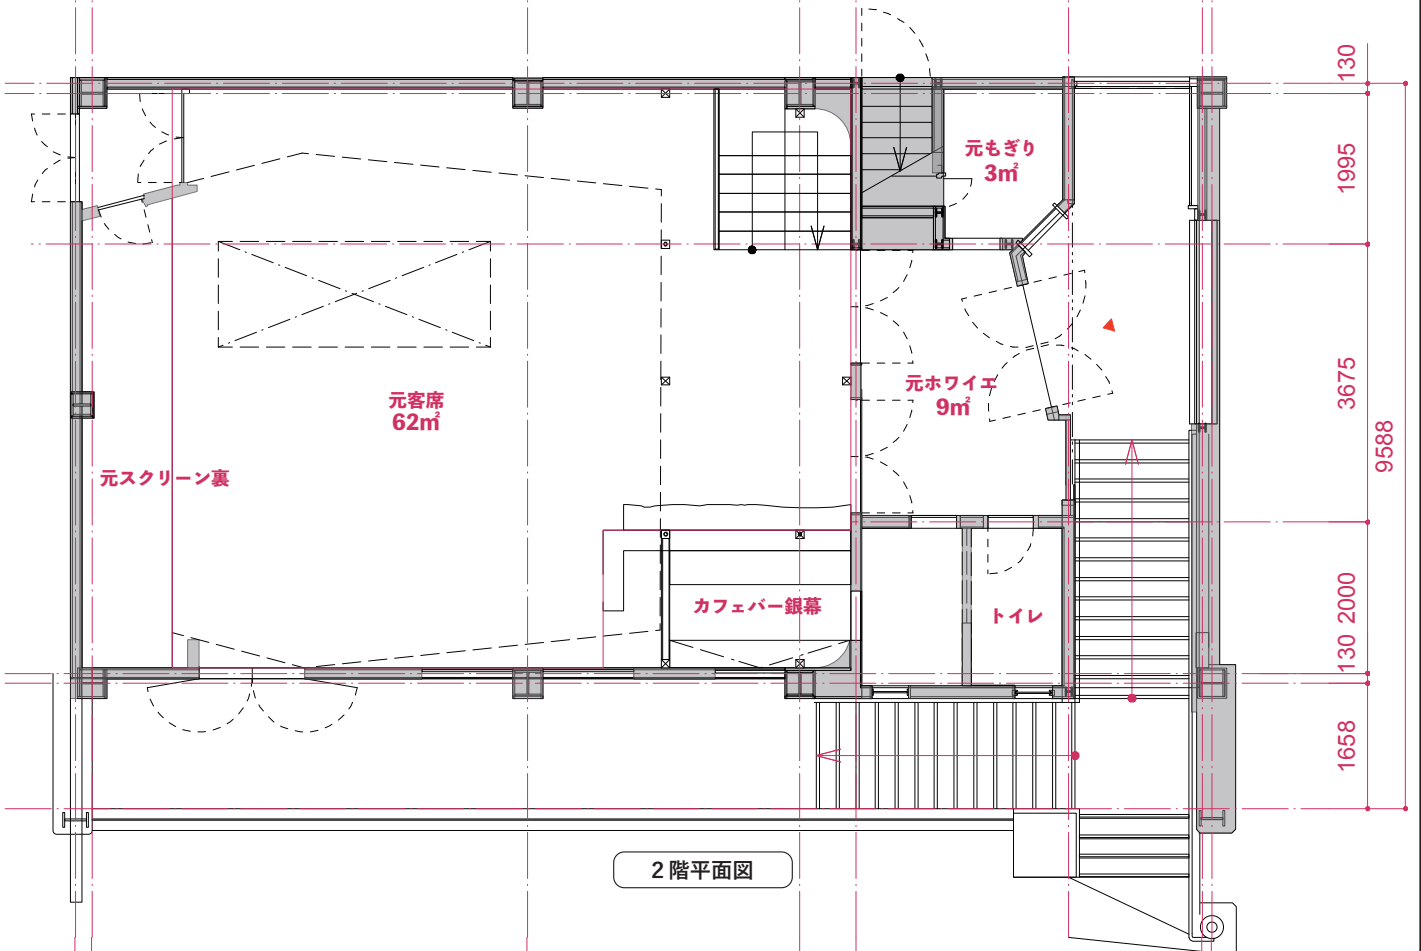 130
元もぎり
3㎡
1995
元ホワイエ
9㎡
3675
元客席
62㎡
9588
元スクリーン裏
カフェバー銀幕
トイレ
2000
130
1658
２階平面図